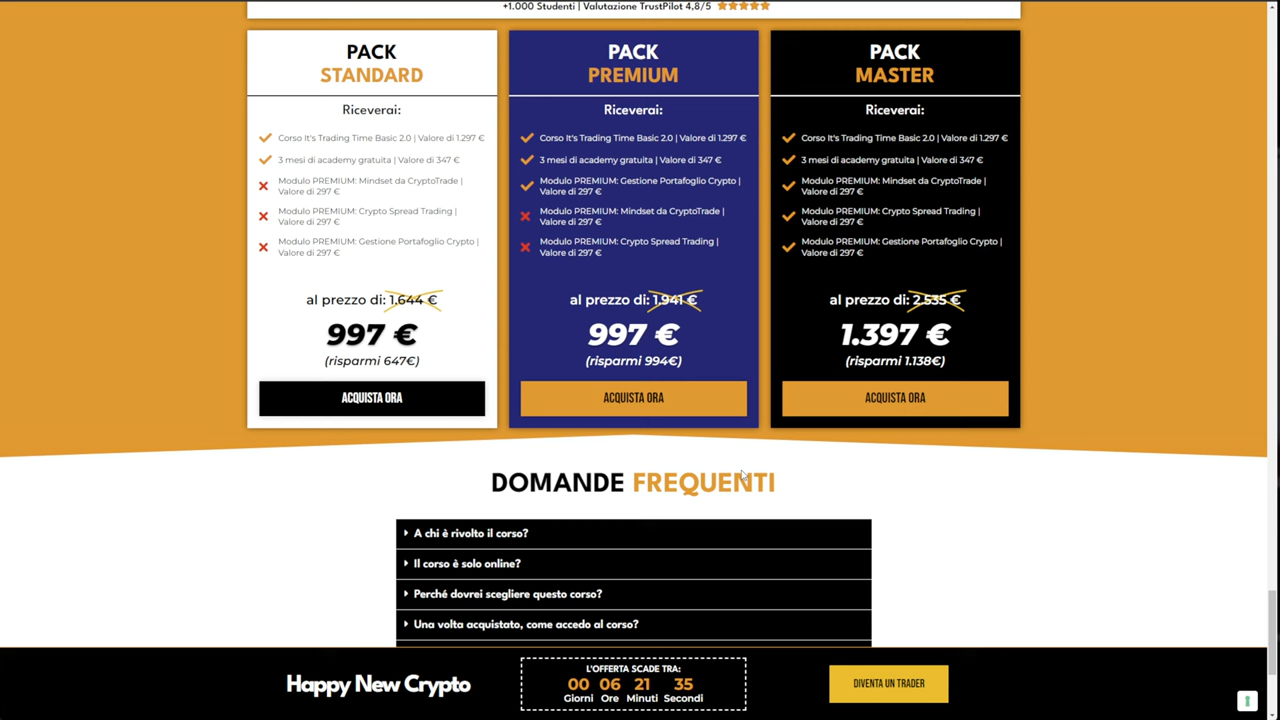 +1.000 Studenti | Valutazione TrustPilot 4,8/5
PACK
STANDARD
Riceverai:
Corso It's Trading Time Basic 2.0 | Valore di 1.297 €
3 mesi di academy gratuita | Valore di 347 €
Modulo PREMIUM: Mindset da CryptoTrade |
Valore di 297 €
Modulo PREMIUM: Crypto Spread Trading |
Valore di 297 €
Modulo PREMIUM: Gestione Portafoglio Crypto |
Valore di 297 €
al prezzo di: 1.644 €
997 €
(risparmi 647€)
ACQUISTA ORA
PACK
PREMIUM
Riceverai:
Corso It's Trading Time Basic 2.0 | Valore di 1.297 €
3 mesi di academy gratuita | Valore di 347 €
Modulo PREMIUM: Gestione Portafoglio Crypto |
Valore di 297 €
Modulo PREMIUM: Mindset da CryptoTrade |
Valore di 297 €
Modulo PREMIUM: Crypto Spread Trading |
Valore di 297 €
al prezzo di: 1.941 €
997 €
(risparmi 994€)
ACQUISTA ORA
PACK
MASTER
Riceverai:
Corso It's Trading Time Basic 2.0 | Valore di 1.297 €
3 mesi di academy gratuita | Valore di 347 €
Modulo PREMIUM: Mindset da CryptoTrade |
Valore di 297 €
Modulo PREMIUM: Crypto Spread Trading |
Valore di 297 €
Modulo PREMIUM: Gestione Portafoglio Crypto |
Valore di 297 €
al prezzo di: 2.535 €
1.397 €
(risparmi 1.138€)
ACQUISTA ORA
DOMANDE FREQUENTI
A chi è rivolto il corso?
Il corso è solo online?
Perché dovrei scegliere questo corso?
Una volta acquistato, come accedo al corso?
Happy New Crypto
L'OFFERTA SCADE TRA:
00 06 21 35
Giorni Ore Minuti Secondi
DIVENTA UN TRADER